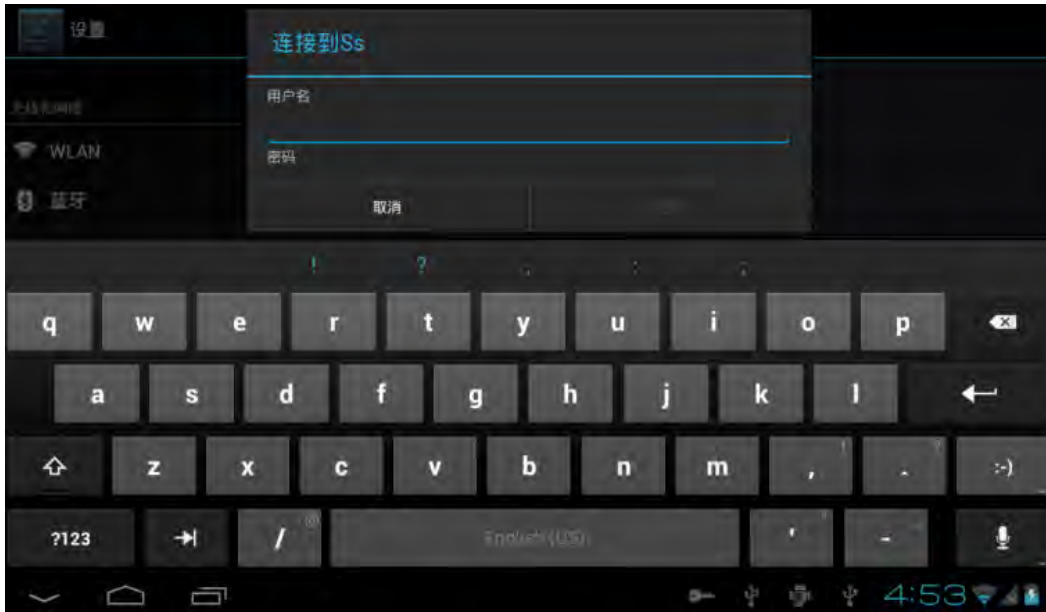 设置
连接到Ss
用户名
WLAN
密码
蓝牙
取消
! ? , : ;
q w e r t y u i o p
a s d f g h j k l
z x c v b n m , ! . ? :-)
?123 / @ English (US) ' -
4:53